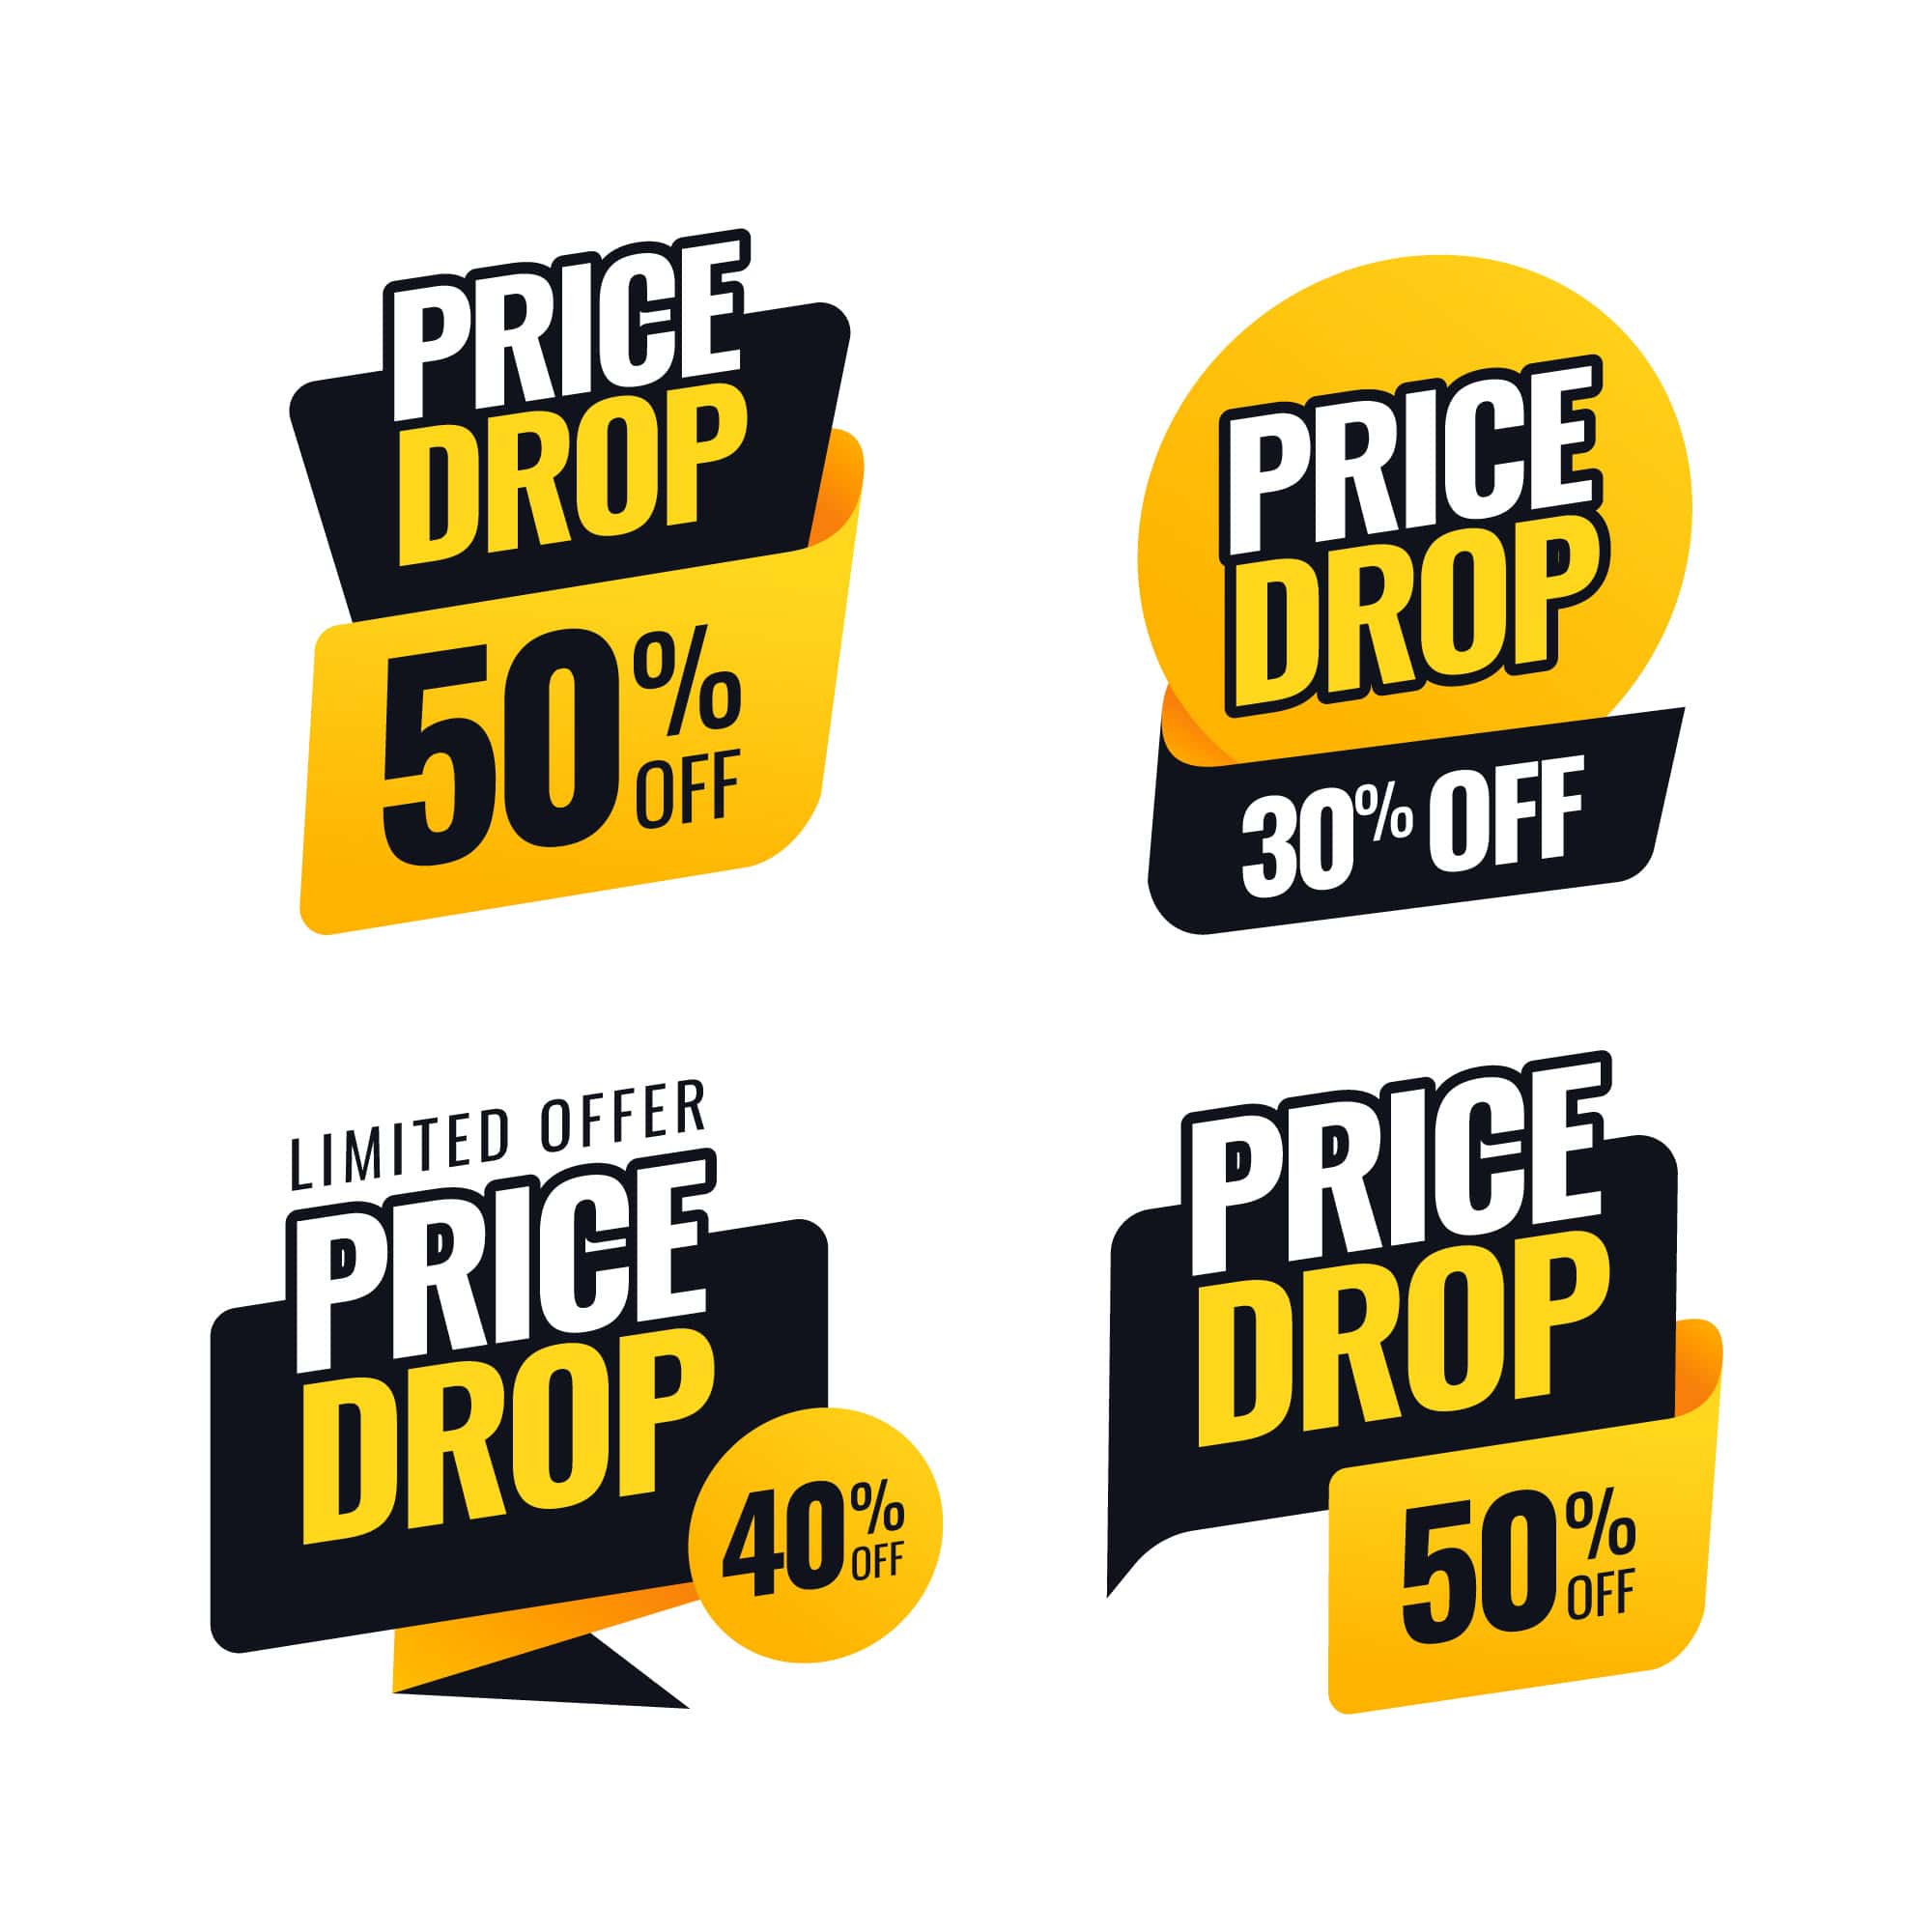 PRICE
DROP
50% OFF
PRICE
DROP
30% OFF
LIMITED OFFER
PRICE
DROP
40% OFF
PRICE
DROP
50% OFF